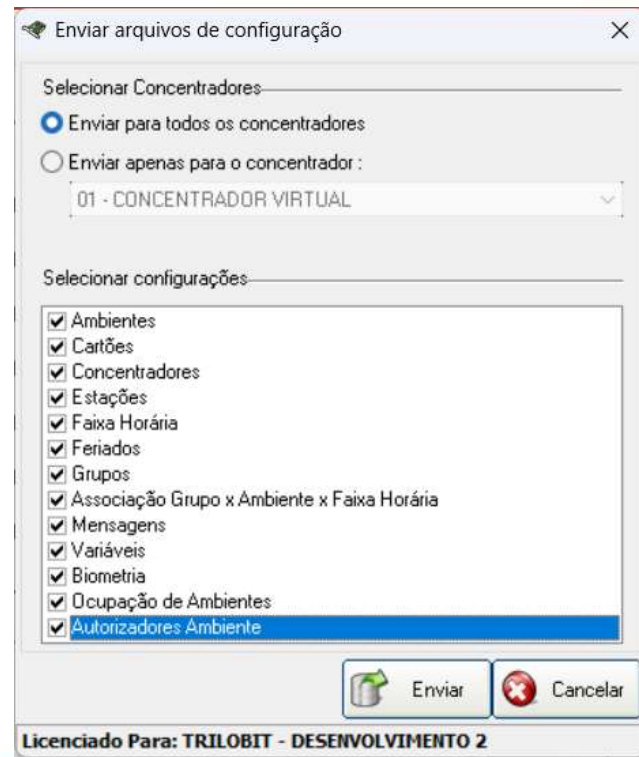 Enviar arquivos de configuração
Selecionar Concentradores
Enviar para todos os concentradores
Enviar apenas para o concentrador :
01 - CONCENTRADOR VIRTUAL
Selecionar configurações
Ambientes
Cartões
Concentradores
Estações
Faixa Horária
Feriados
Grupos
Associação Grupo x Ambiente x Faixa Horária
Mensagens
Variáveis
Biometria
Ocupação de Ambientes
Autorizadores Ambiente
Enviar
Cancelar
Licenciado Para: TRILOBIT - DESENVOLVIMENTO 2